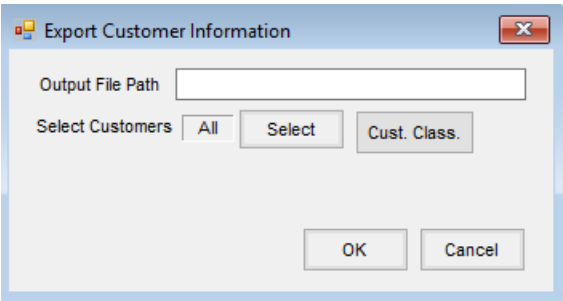 Export Customer Information
Output File Path
Select Customers All Select Cust. Class.
OK Cancel